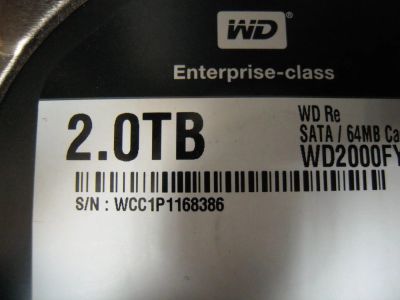 WD
Enterprise-class
2.0TB
WD Re
SATA / 64MB Ca
WD2000FY
S/N : WCC1P1168386